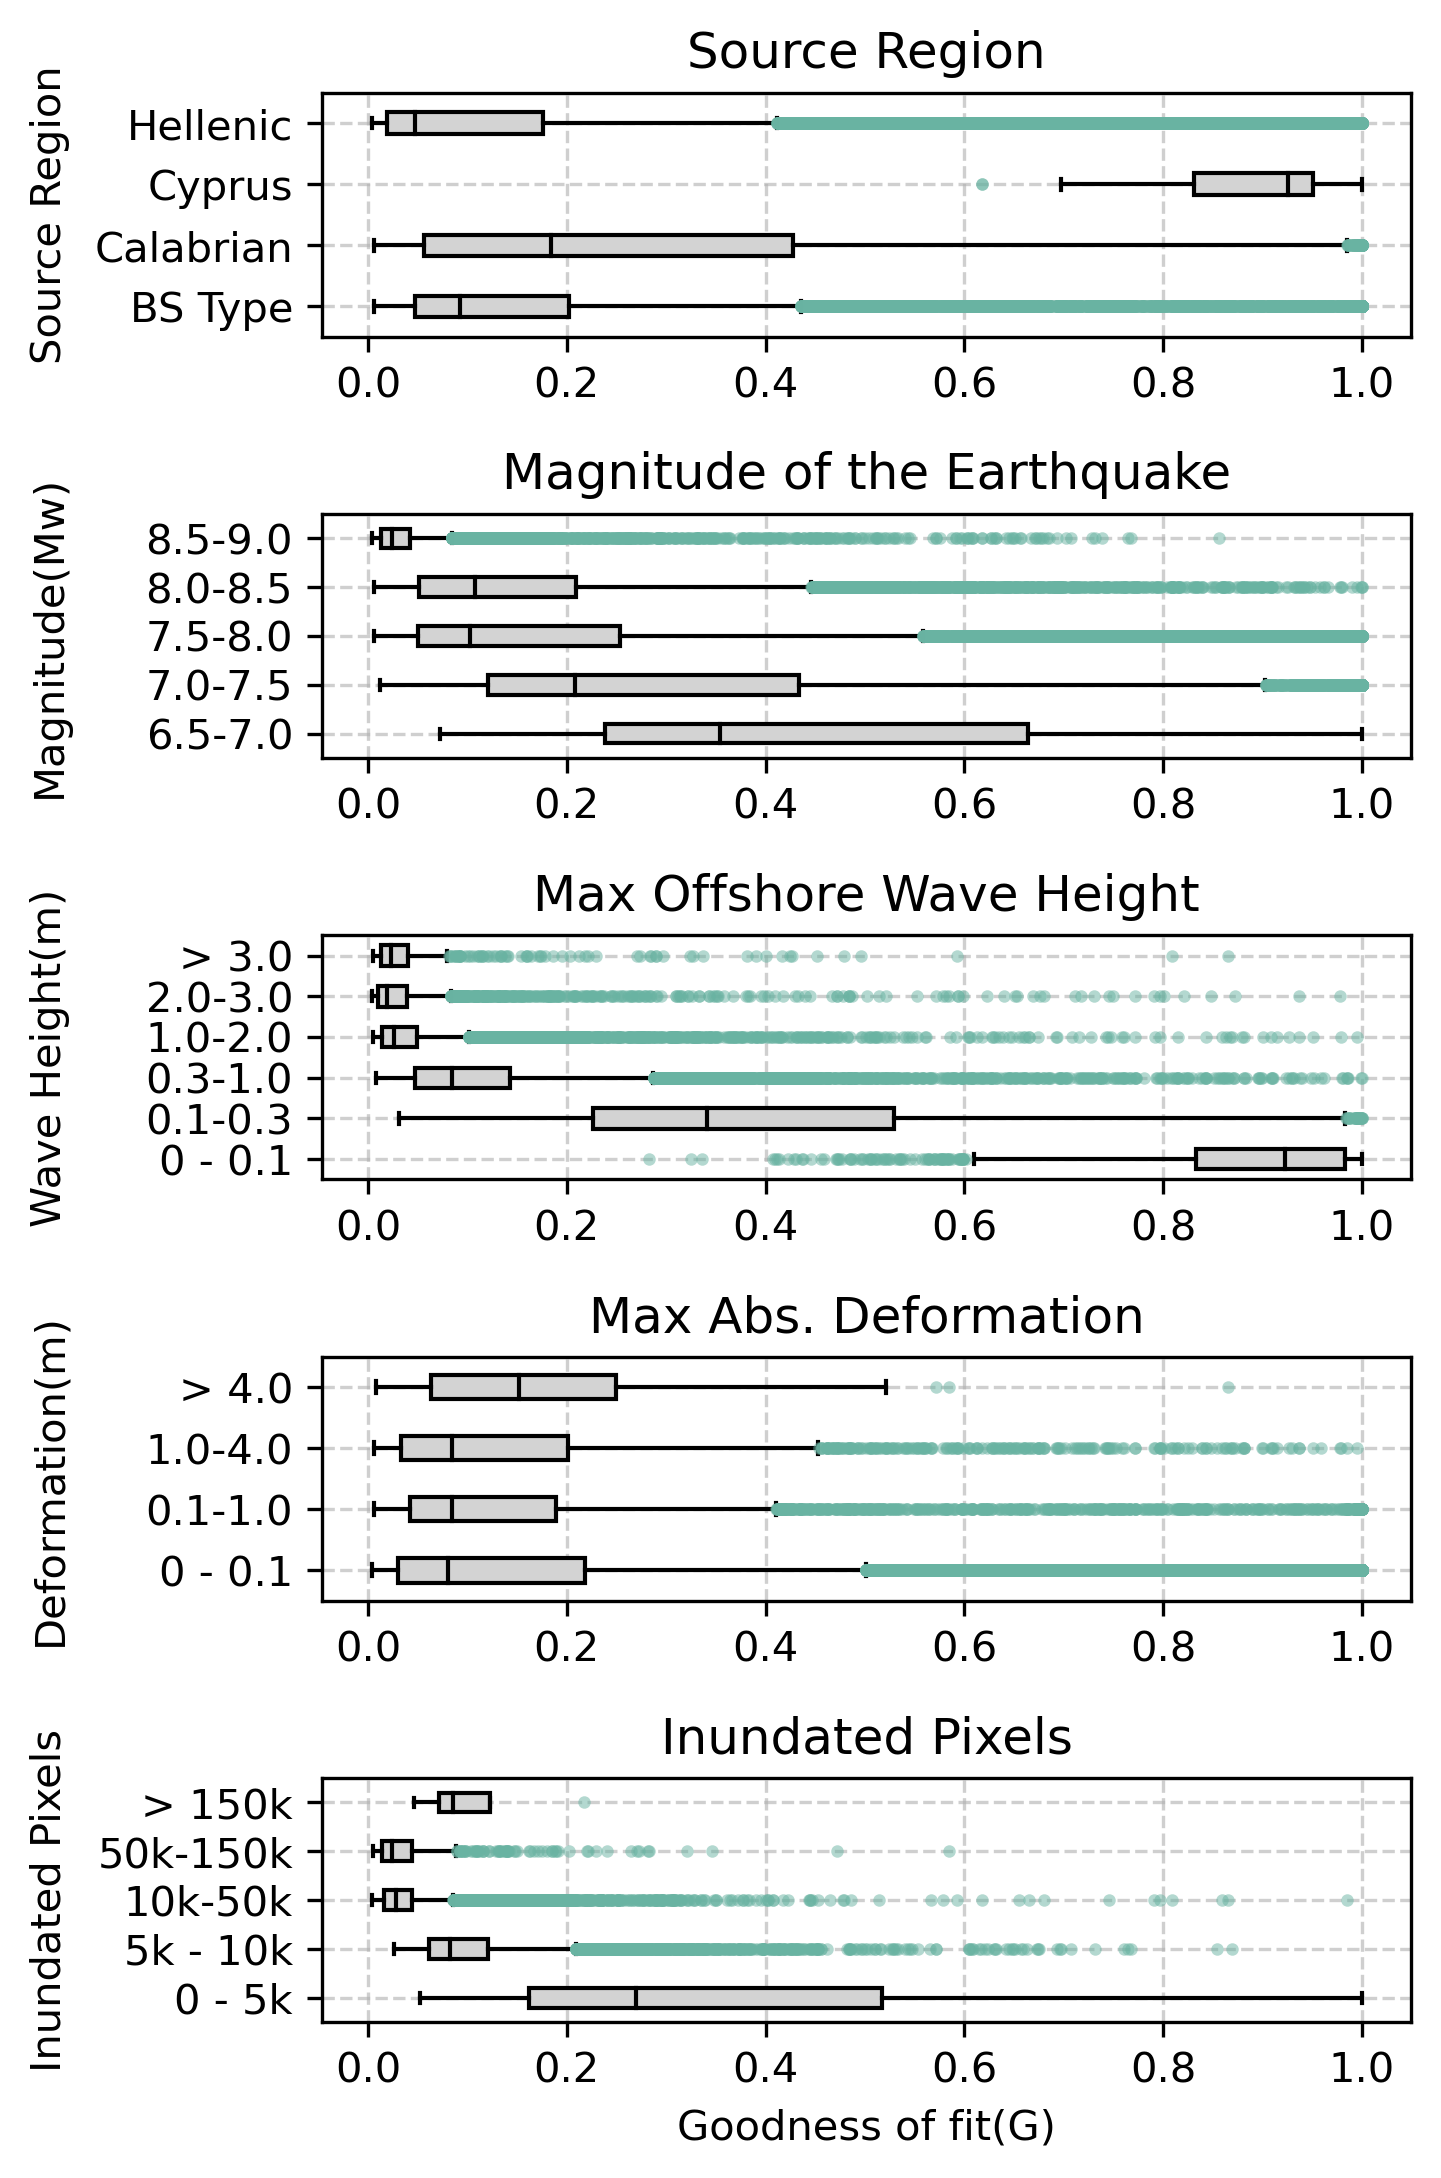 Source Region
Source Region
Hellenic
Cyprus
Calabrian
BS Type
0.0 0.2 0.4 0.6 0.8 1.0
Magnitude of the Earthquake
Magnitude(Mw)
8.5-9.0
8.0-8.5
7.5-8.0
7.0-7.5
6.5-7.0
0.0 0.2 0.4 0.6 0.8 1.0
Max Offshore Wave Height
Wave Height(m)
> 3.0
2.0-3.0
1.0-2.0
0.3-1.0
0.1-0.3
0 - 0.1
0.0 0.2 0.4 0.6 0.8 1.0
Max Abs. Deformation
Deformation(m)
> 4.0
1.0-4.0
0.1-1.0
0 - 0.1
0.0 0.2 0.4 0.6 0.8 1.0
Inundated Pixels
Inundated Pixels
> 150k
50k-150k
10k-50k
5k - 10k
0 - 5k
0.0 0.2 0.4 0.6 0.8 1.0
Goodness of fit(G)